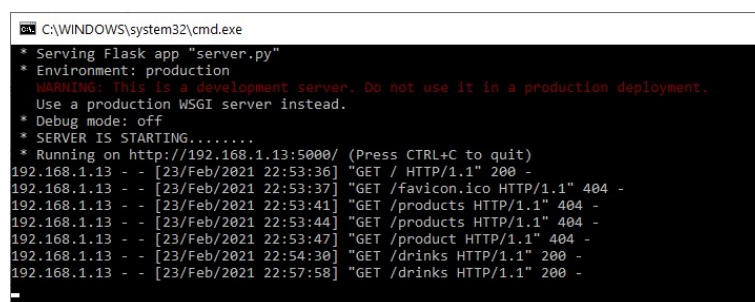 C:\WINDOWS\system32\cmd.exe
* Serving Flask app "server.py"
* Environment: production
WARNING: This is a development server. Do not use it in a production deployment.
Use a production WSGI server instead.
* Debug mode: off
* SERVER IS STARTING........
* Running on http://192.168.1.13:5000/ (Press CTRL+C to quit)
192.168.1.13 - - [23/Feb/2021 22:53:36] "GET / HTTP/1.1" 200 -
192.168.1.13 - - [23/Feb/2021 22:53:37] "GET /favicon.ico HTTP/1.1" 404 -
192.168.1.13 - - [23/Feb/2021 22:53:41] "GET /products HTTP/1.1" 404 -
192.168.1.13 - - [23/Feb/2021 22:53:44] "GET /products HTTP/1.1" 404 -
192.168.1.13 - - [23/Feb/2021 22:53:47] "GET /product HTTP/1.1" 404 -
192.168.1.13 - - [23/Feb/2021 22:54:30] "GET /drinks HTTP/1.1" 200 -
192.168.1.13 - - [23/Feb/2021 22:57:58] "GET /drinks HTTP/1.1" 200 -